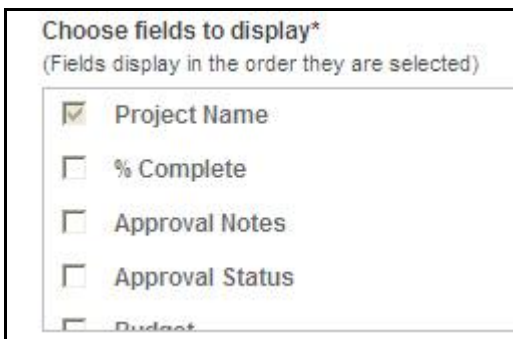 Choose fields to display*
(Fields display in the order they are selected)
Project Name
% Complete
Approval Notes
Approval Status
Budget